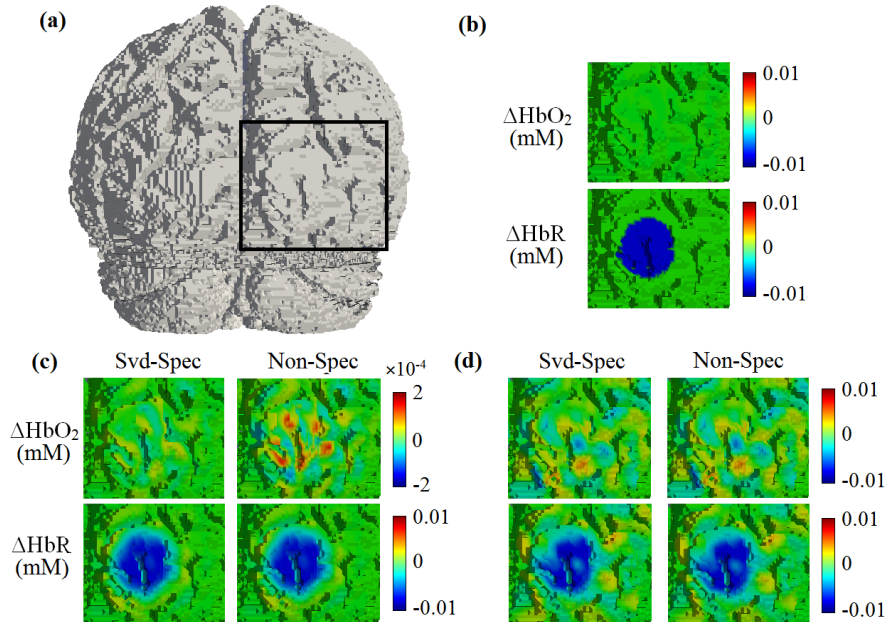 (a)
(b)
ΔHbO₂
(mM)
0.01
0
-0.01
ΔHbR
(mM)
0.01
0
-0.01
(c)
Svd-Spec
Non-Spec
×10⁻⁴
ΔHbO₂
(mM)
2
0
-2
ΔHbR
(mM)
0.01
0
-0.01
(d)
Svd-Spec
Non-Spec
0.01
0
-0.01
0.01
0
-0.01